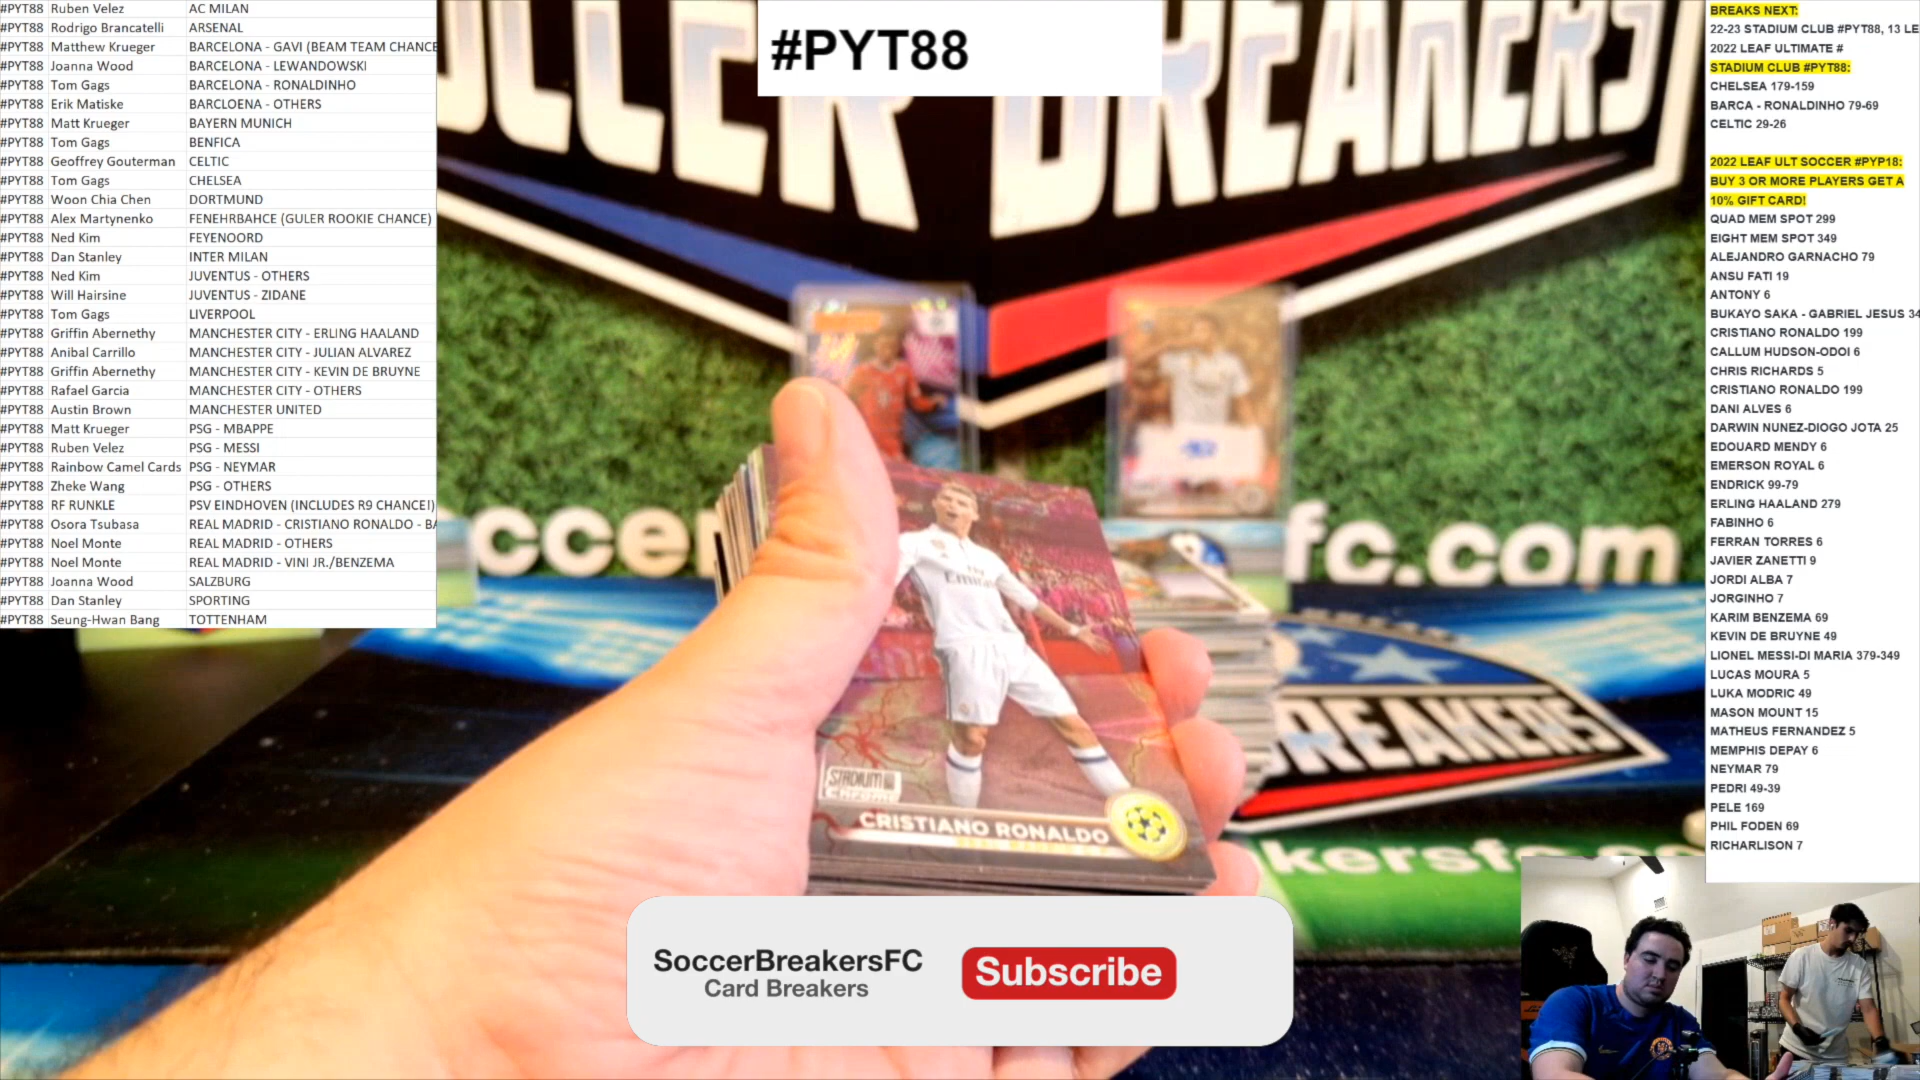 #PYT88 Ruben Velez AC MILAN
#PYT88 Rodrigo Brancatelli ARSENAL
#PYT88 Matthew Krueger BARCELONA - GAVI (BEAM TEAM CHANCE
#PYT88 Joanna Wood BARCELONA - LEWANDOWSKI
#PYT88 Tom Gags BARCELONA - RONALDINHO
#PYT88 Erik Matiske BARCLOENA - OTHERS
#PYT88 Matt Krueger BAYERN MUNICH
#PYT88 Tom Gags BENFICA
#PYT88 Geoffrey Gouterman CELTIC
#PYT88 Tom Gags CHELSEA
#PYT88 Woon Chia Chen DORTMUND
#PYT88 Alex Martynenko FENEHRBAHCE (GULER ROOKIE CHANCE)
#PYT88 Ned Kim FEYENOORD
#PYT88 Dan Stanley INTER MILAN
#PYT88 Ned Kim JUVENTUS - OTHERS
#PYT88 Will Hairsine JUVENTUS - ZIDANE
#PYT88 Tom Gags LIVERPOOL
#PYT88 Griffin Abernethy MANCHESTER CITY - ERLING HAALAND
#PYT88 Anibal Carrillo MANCHESTER CITY - JULIAN ALVAREZ
#PYT88 Griffin Abernethy MANCHESTER CITY - KEVIN DE BRUYNE
#PYT88 Rafael Garcia MANCHESTER CITY - OTHERS
#PYT88 Austin Brown MANCHESTER UNITED
#PYT88 Matt Krueger PSG - MBAPPE
#PYT88 Ruben Velez PSG - MESSI
#PYT88 Rainbow Camel Cards PSG - NEYMAR
#PYT88 Zheke Wang PSG - OTHERS
#PYT88 RF RUNKLE PSV EINDHOVEN (INCLUDES R9 CHANCE!)
#PYT88 Osora Tsubasa REAL MADRID - CRISTIANO RONALDO - BA
#PYT88 Noel Monte REAL MADRID - OTHERS
#PYT88 Noel Monte REAL MADRID - VINI JR./BENZEMA
#PYT88 Joanna Wood SALZBURG
#PYT88 Dan Stanley SPORTING
#PYT88 Seung-Hwan Bang TOTTENHAM
#PYT88
OCCER BREAKERS
ccer
fc.com
BREAKERS
kersfc.c
STADIUM
Chrome
Fly
Emirates
CRISTIANO RONALDO
SoccerBreakersFC
Card Breakers
Subscribe
BREAKS NEXT:
22-23 STADIUM CLUB #PYT88, 13 LE
2022 LEAF ULTIMATE #
STADIUM CLUB #PYT88:
CHELSEA 179-159
BARCA - RONALDINHO 79-69
CELTIC 29-26
2022 LEAF ULT SOCCER #PYP18:
BUY 3 OR MORE PLAYERS GET A
10% GIFT CARD!
QUAD MEM SPOT 299
EIGHT MEM SPOT 349
ALEJANDRO GARNACHO 79
ANSU FATI 19
ANTONY 6
BUKAYO SAKA - GABRIEL JESUS 34
CRISTIANO RONALDO 199
CALLUM HUDSON-ODOI 6
CHRIS RICHARDS 5
CRISTIANO RONALDO 199
DANI ALVES 6
DARWIN NUNEZ-DIOGO JOTA 25
EDOUARD MENDY 6
EMERSON ROYAL 6
ENDRICK 99-79
ERLING HAALAND 279
FABINHO 6
FERRAN TORRES 6
JAVIER ZANETTI 9
JORDI ALBA 7
JORGINHO 7
KARIM BENZEMA 69
KEVIN DE BRUYNE 49
LIONEL MESSI-DI MARIA 379-349
LUCAS MOURA 5
LUKA MODRIC 49
MASON MOUNT 15
MATHEUS FERNANDEZ 5
MEMPHIS DEPAY 6
NEYMAR 79
PEDRI 49-39
PELE 169
PHIL FODEN 69
RICHARLISON 7